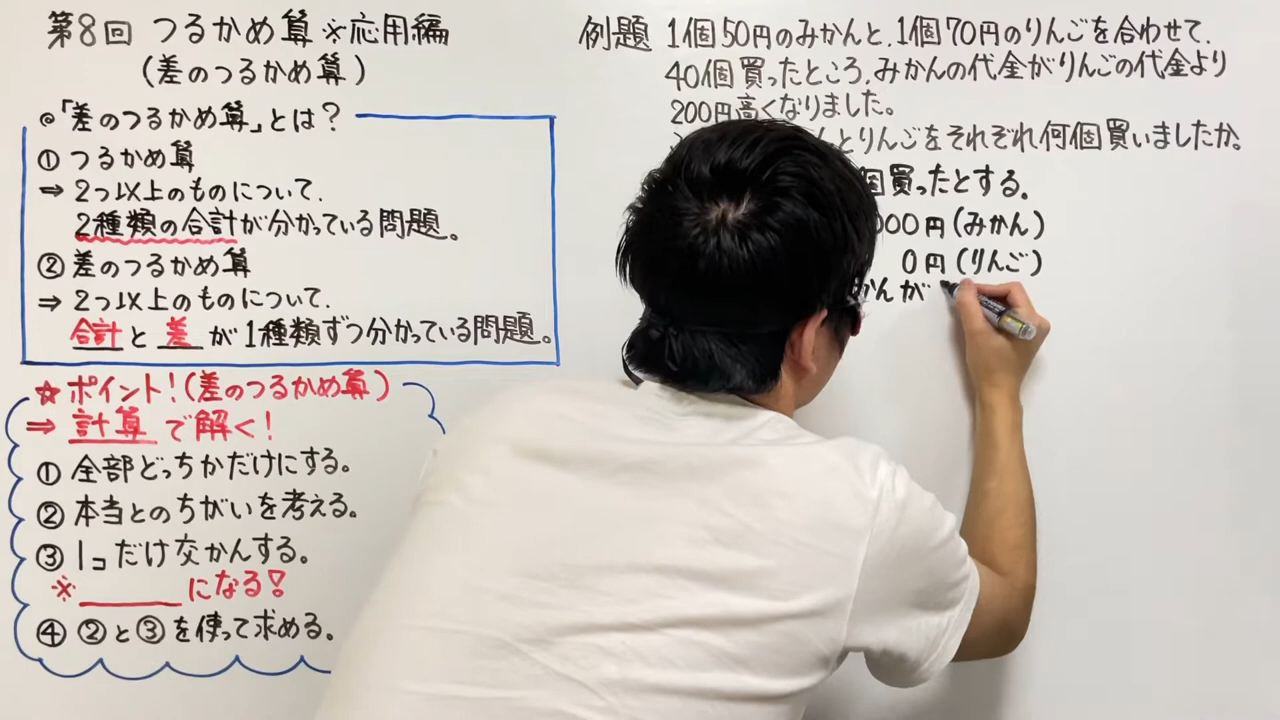 第8回 つるかめ算 ※応用編
(差のつるかめ算)
◎「差のつるかめ算」とは？
① つるかめ算
⇒ 2つ以上のものについて、
2種類の合計が分かっている問題。
② 差のつるかめ算
⇒ 2つ以上のものについて、
合計と差が1種類ずつ分かっている問題。
☆ポイント！(差のつるかめ算)
⇒ 計算で解く！
① 全部どっちかだけにする。
② 本当とのちがいを考える。
③ 1コだけ交かんする。
※ ______になる！
④ ②と③を使って求める。
例題 1個50円のみかんと、1個70円のりんごを合わせて、
40個買ったところ、みかんの代金がりんごの代金より
200円高くなりました。
とりんごをそれぞれ何個買いましたか。
個買ったとする。
000円(みかん)
0円(りんご)
かんが